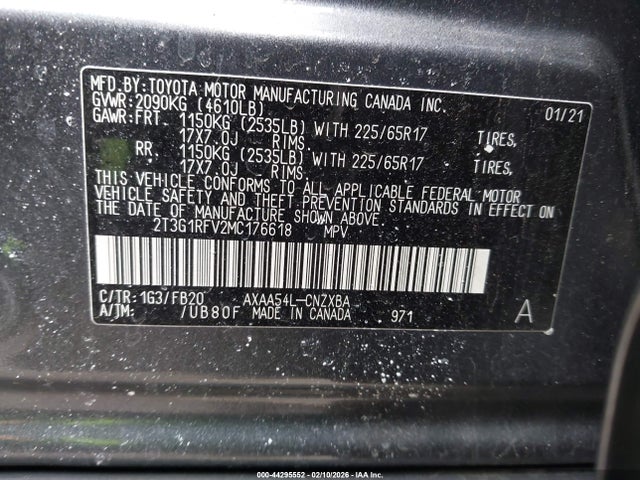 MFD.BY:TOYOTA MOTOR MANUFACTURING CANADA INC.
GVWR:2090KG (4610LB) 01/21
GAWR:FRT. 1150KG (2535LB) WITH 225/65R17 TIRES,
17X7.0J RIMS
RR. 1150KG (2535LB) WITH 225/65R17 TIRES,
17X7.0J RIMS
THIS VEHICLE CONFORMS TO ALL APPLICABLE FEDERAL MOTOR
VEHICLE SAFETY AND THEFT PREVENTION STANDARDS IN EFFECT ON
THE DATE OF MANUFACTURE SHOWN ABOVE.
2T3G1RFV2MC176618 MPV
C/TR:1G3/FB20 AXAA54L-CNZXBA
A/TM: /UB80F MADE IN CANADA 971 A
000-44295552 - 02/10/2026 - IAA Inc.